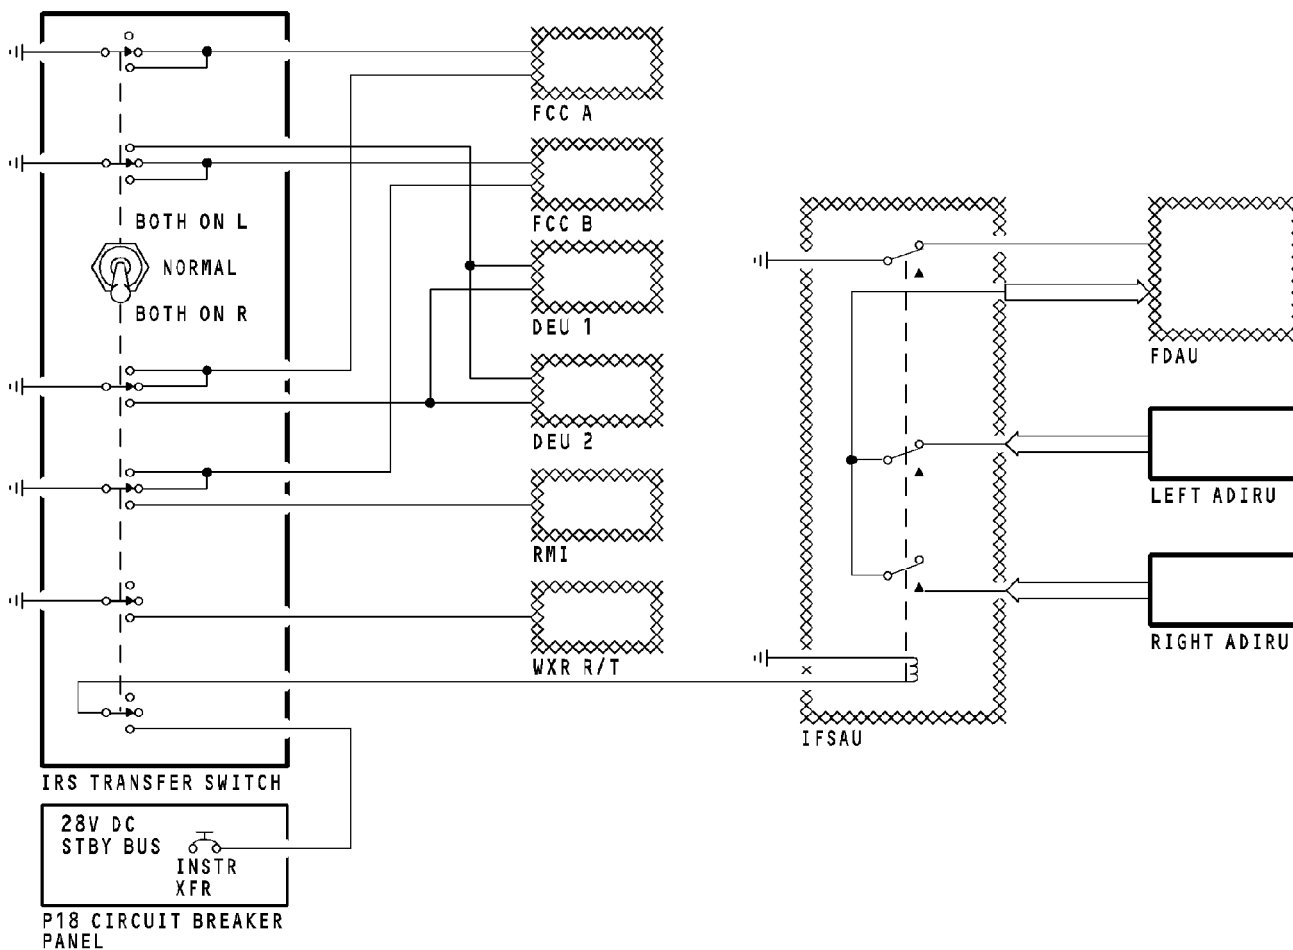 FCC A
BOTH ON L
NORMAL
BOTH ON R
FCC B
DEU 1
DEU 2
RMI
WXR R/T
FDAU
LEFT ADIRU
RIGHT ADIRU
IFSAU
IRS TRANSFER SWITCH
28V DC
STBY BUS
INSTR
XFR
P18 CIRCUIT BREAKER
PANEL